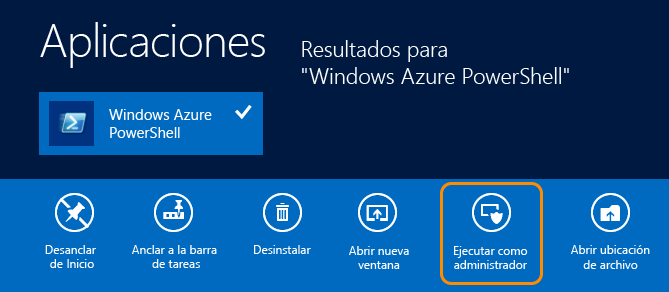 Aplicaciones
Resultados para
"Windows Azure PowerShell"
Windows Azure
PowerShell
Desanclar
de Inicio
Anclar a la barra
de tareas
Desinstalar
Abrir nueva
ventana
Ejecutar como
administrador
Abrir ubicación
de archivo